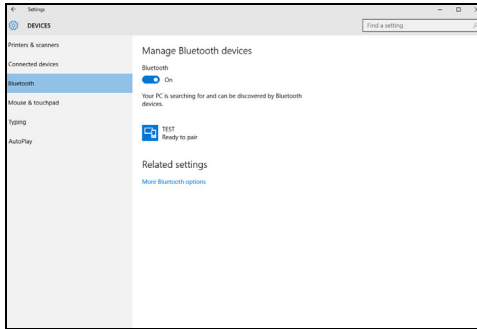 Settings
DEVICES
Find a setting
Printers & scanners
Connected devices
Bluetooth
Mouse & touchpad
Typing
AutoPlay
Manage Bluetooth devices
Bluetooth
On
Your PC is searching for and can be discovered by Bluetooth
devices.
TEST
Ready to pair
Related settings
More Bluetooth options